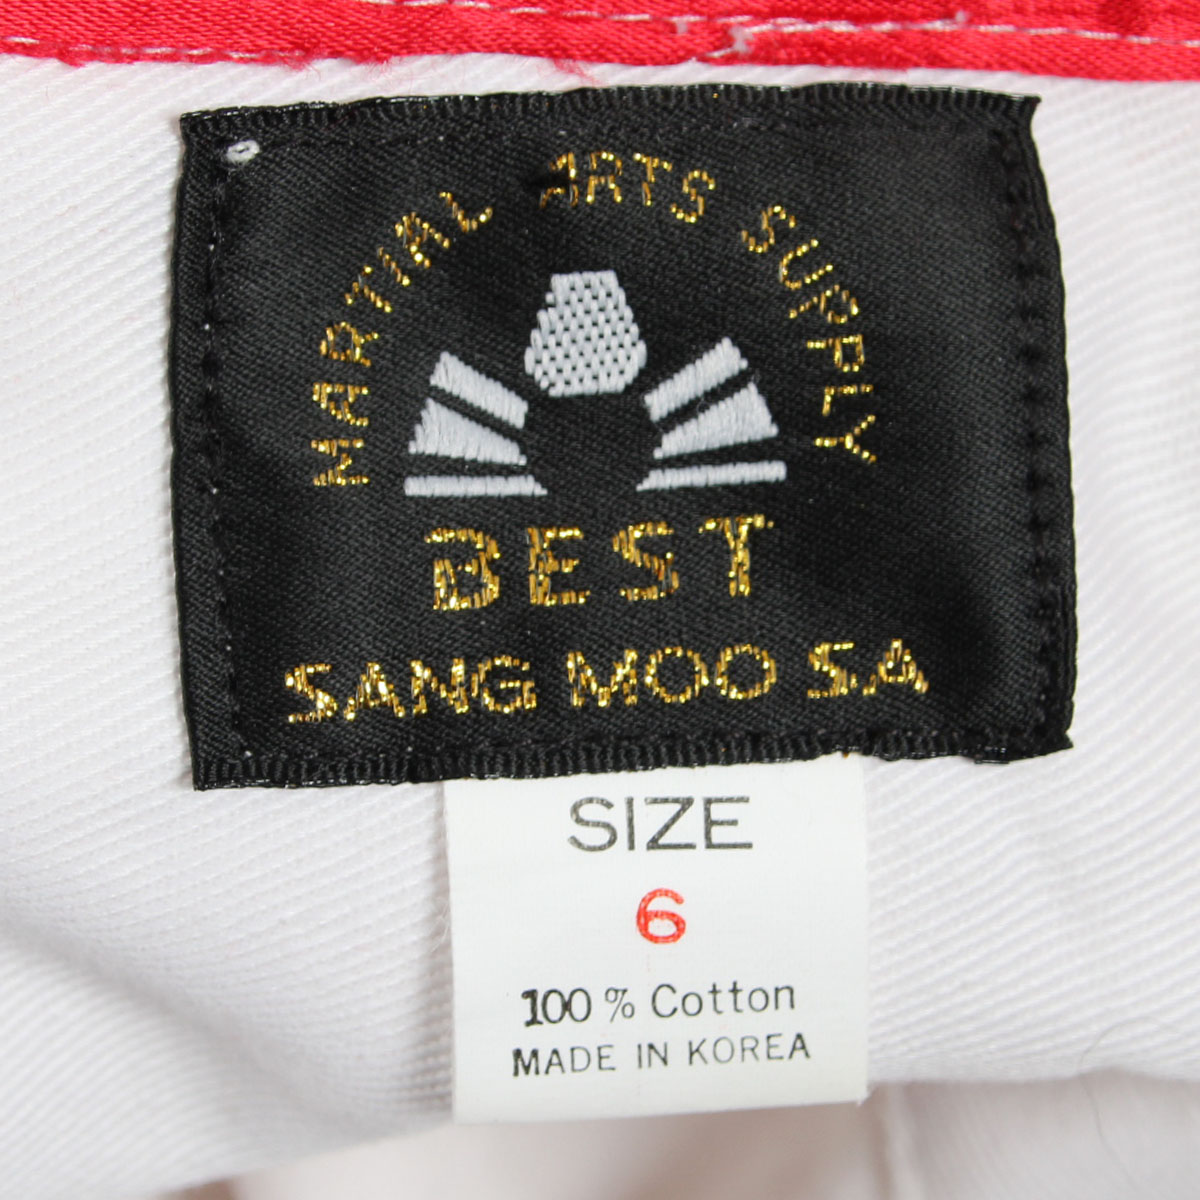 MARTIAL ARTS SUPPLY
BEST
SANG MOO SA
SIZE
6
100% Cotton
MADE IN KOREA